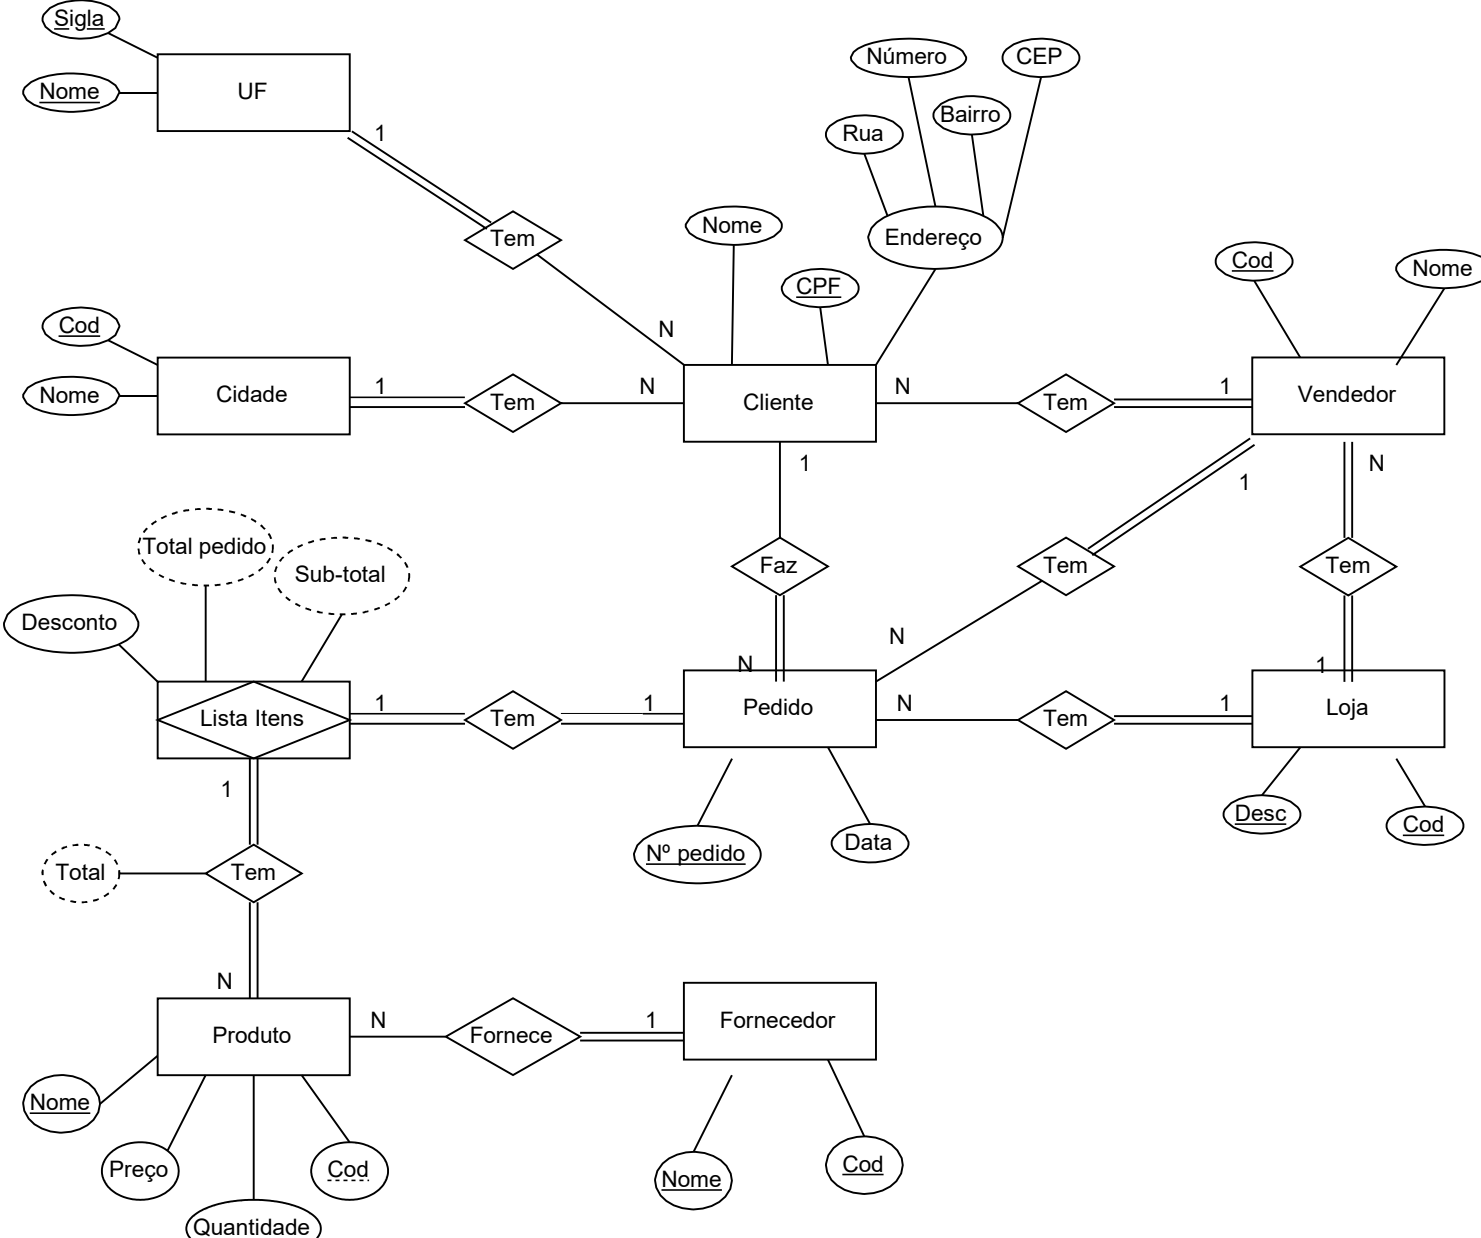 Sigla
Nome
UF
1
Tem
N
Número
CEP
Bairro
Rua
Endereço
Nome
CPF
Cod
Nome
Cod
Nome
Cidade
1
Tem
N
Cliente
N
Tem
1
Vendedor
1
1
N
Total pedido
Sub-total
Desconto
Faz
Tem
Tem
N
N
1
Lista Itens
1
Tem
1
Pedido
N
Tem
1
Loja
1
Nº pedido
Data
Desc
Cod
Total
Tem
N
Produto
N
Fornece
1
Fornecedor
Nome
Preço
Cod
Quantidade
Nome
Cod